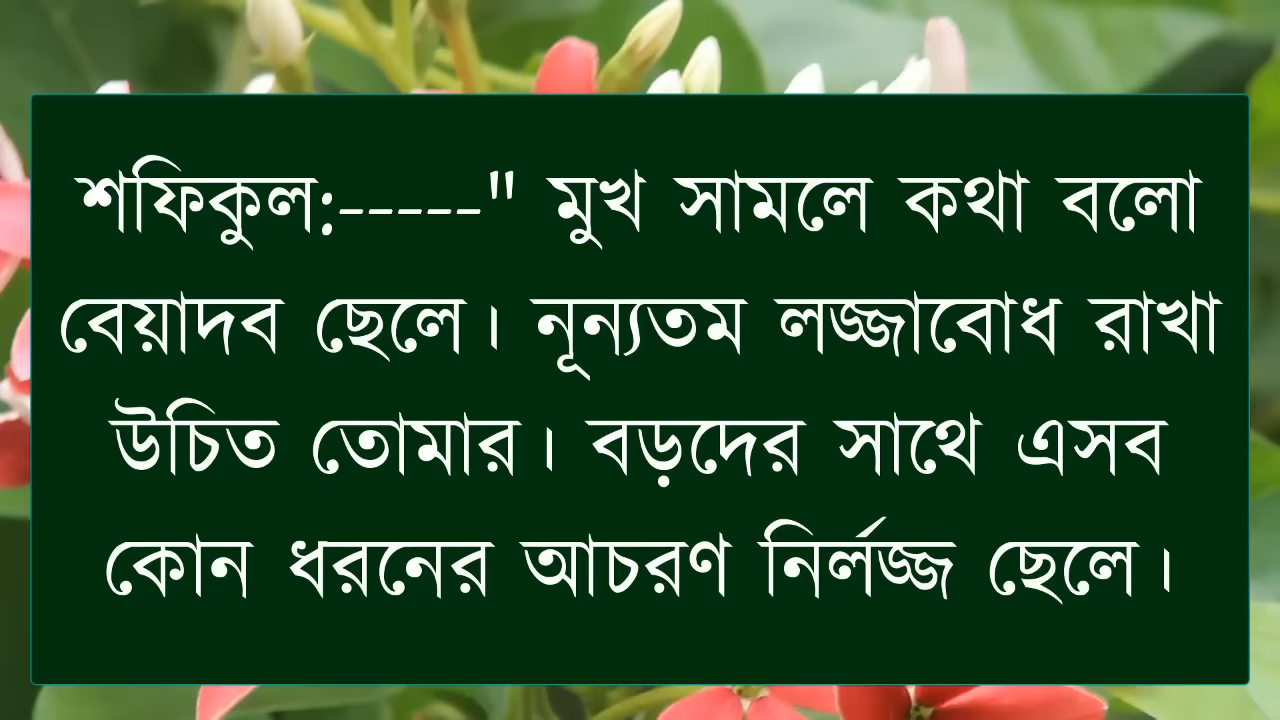 শফিকুল:-----" মুখ সামলে কথা বলো
বেয়াদব ছেলে। নূন্যতম লজ্জাবোধ রাখা
উচিত তোমার। বড়দের সাথে এসব
কোন ধরনের আচরণ নির্লজ্জ ছেলে।